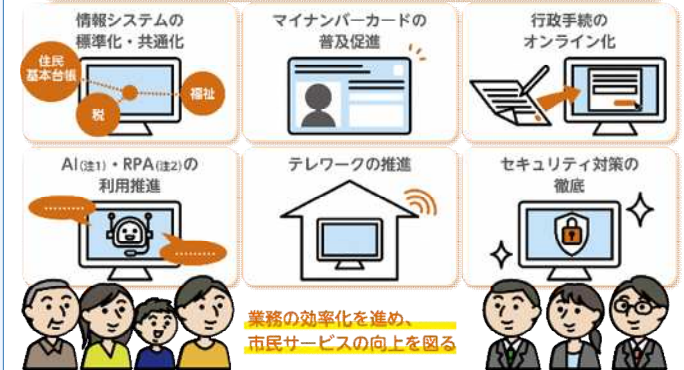 情報システムの
標準化・共通化
住民
基本台帳
税
福祉
マイナンバーカードの
普及促進
行政手続の
オンライン化
AI(注1)・RPA(注2)の
利用推進
テレワークの推進
セキュリティ対策の
徹底
業務の効率化を進め、
市民サービスの向上を図る